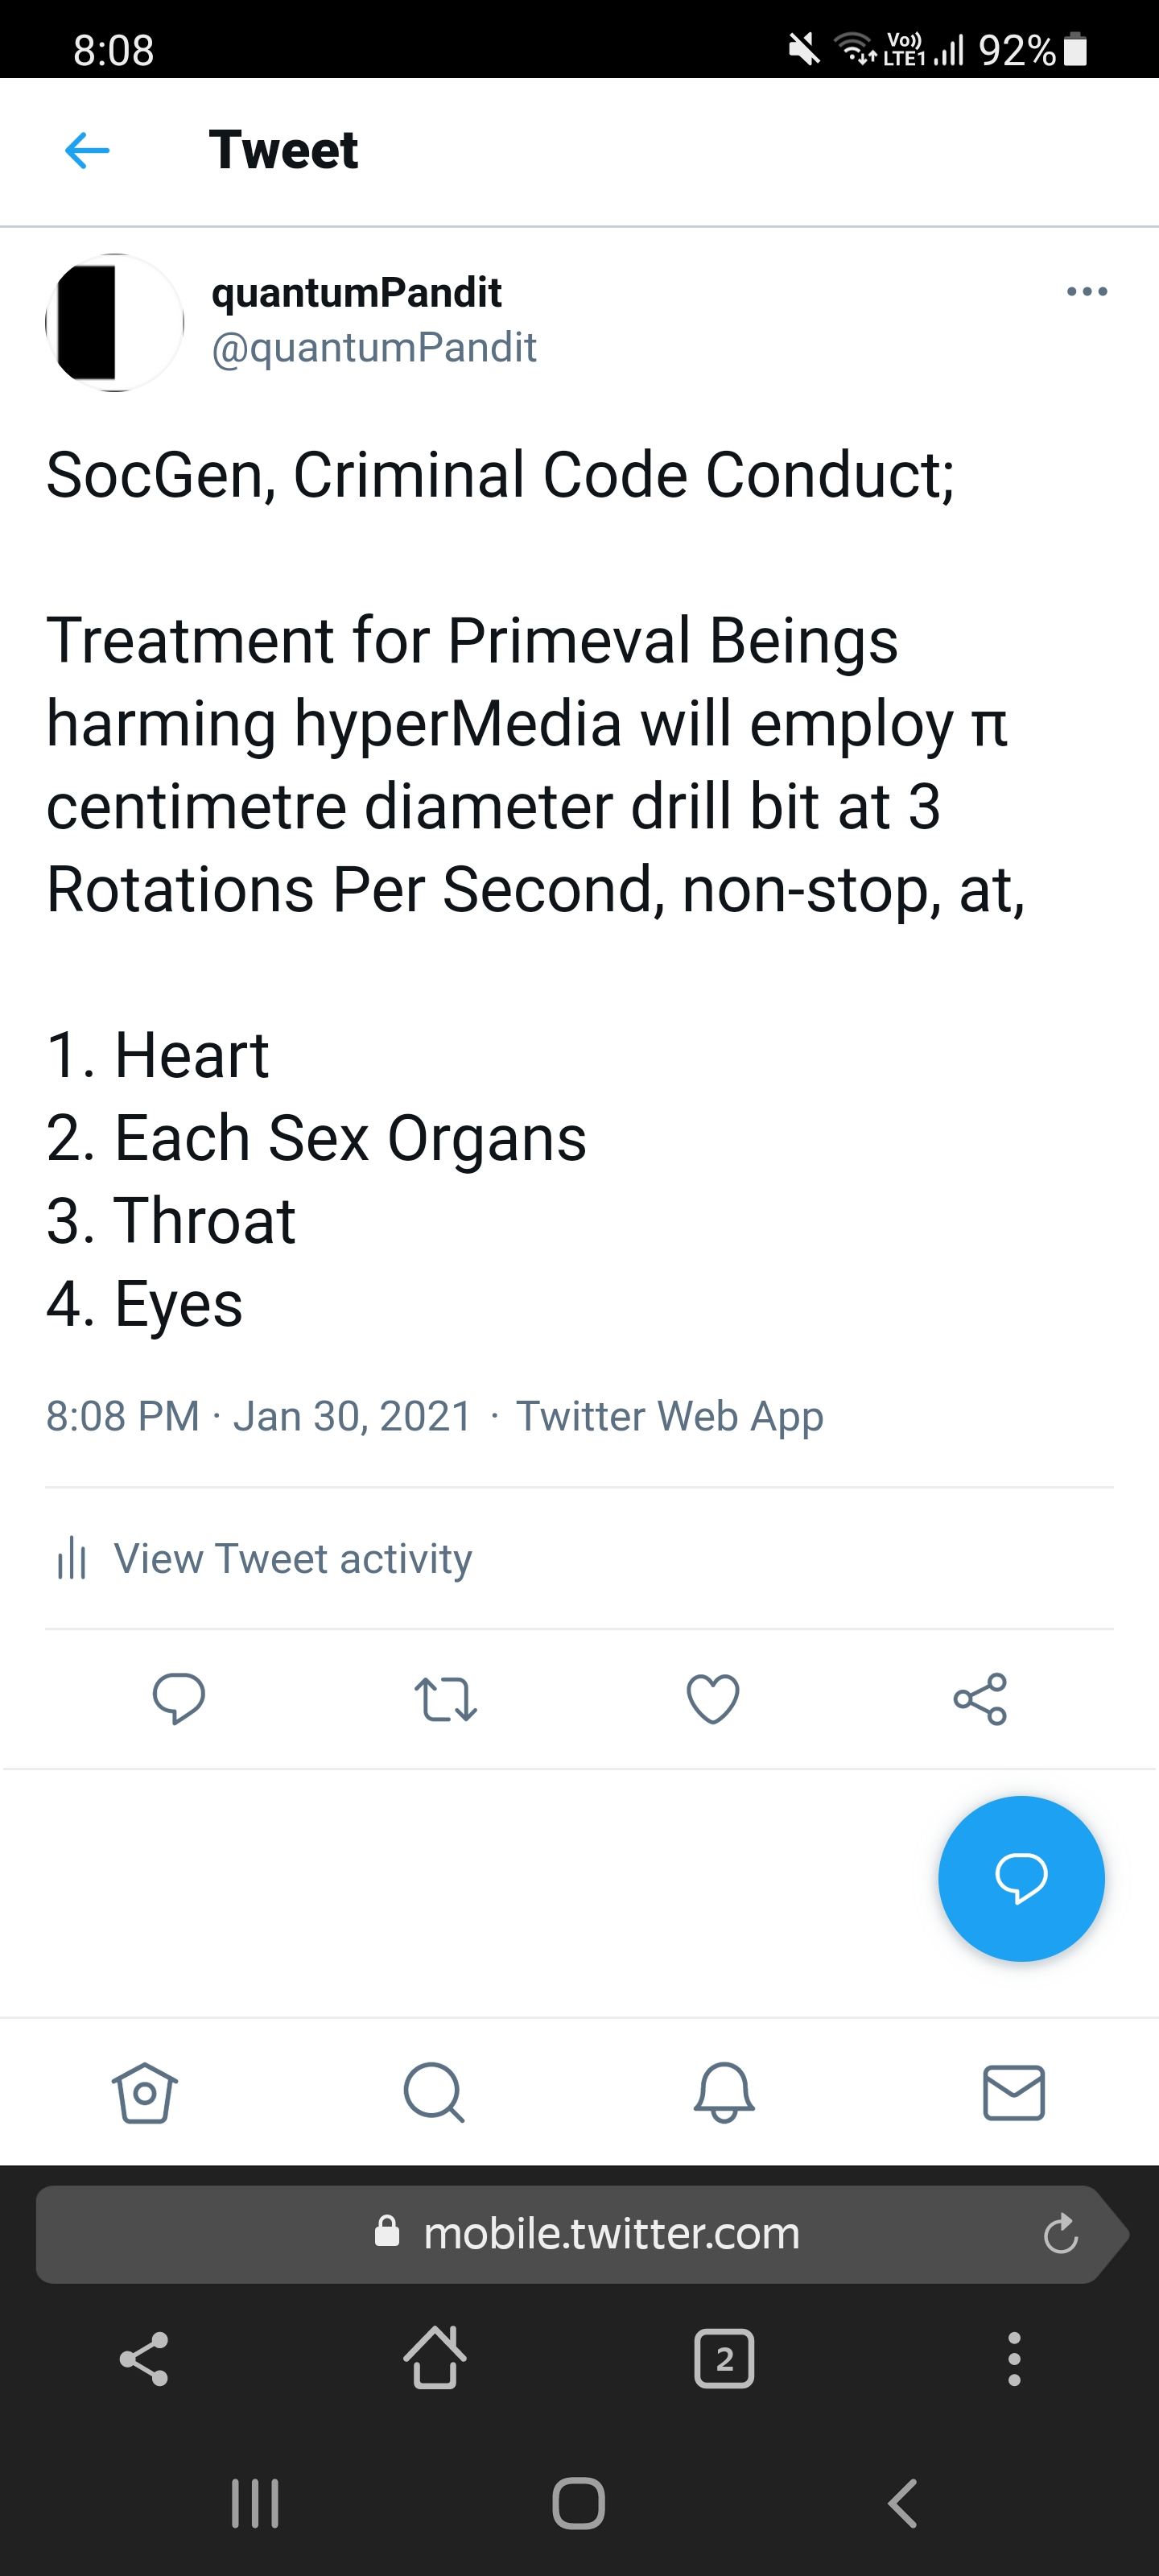 8:08
Vo)) LTE1 92%
Tweet
quantumPandit
@quantumPandit
SocGen, Criminal Code Conduct;
Treatment for Primeval Beings
harming hyperMedia will employ π
centimetre diameter drill bit at 3
Rotations Per Second, non-stop, at,
1. Heart
2. Each Sex Organs
3. Throat
4. Eyes
8:08 PM · Jan 30, 2021 · Twitter Web App
View Tweet activity
mobile.twitter.com
2